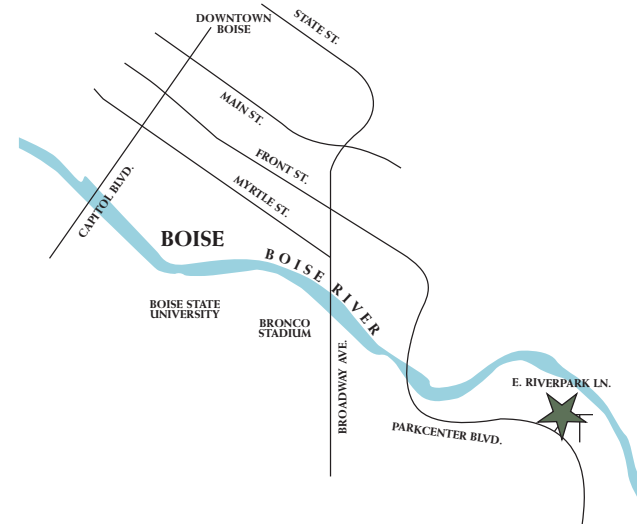 DOWNTOWN
BOISE
STATE ST.
MAIN ST.
FRONT ST.
MYRTLE ST.
CAPITOL BLVD.
BOISE
BOISE RIVER
BOISE STATE
UNIVERSITY
BRONCO
STADIUM
BROADWAY AVE.
E. RIVERPARK LN.
PARKCENTER BLVD.